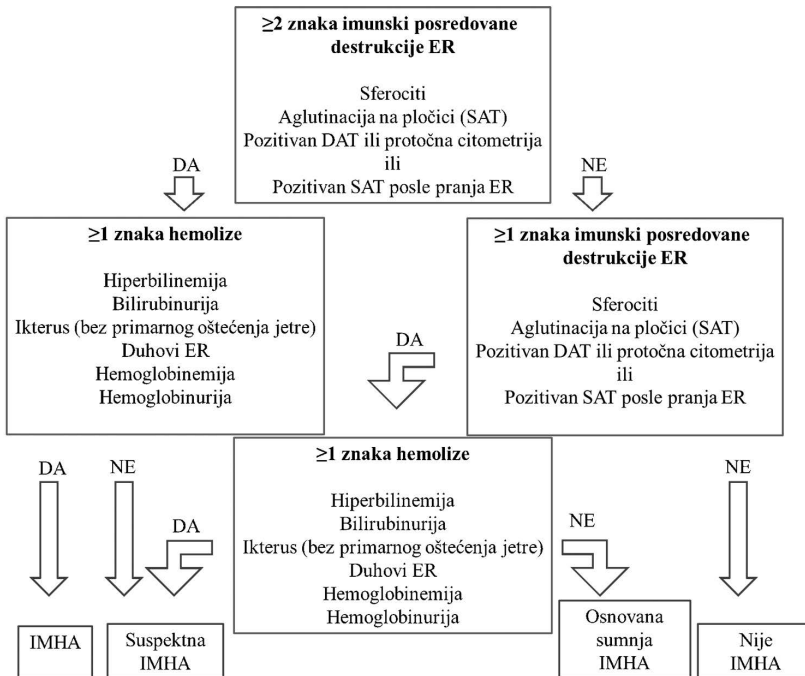 ≥2 znaka imunski posredovane
destrukcije ER
Sferociti
Aglutinacija na pločici (SAT)
Pozitivan DAT ili protočna citometrija
ili
Pozitivan SAT posle pranja ER
DA
NE
≥1 znaka hemolize
Hiperbilinemija
Bilirubinurija
Ikterus (bez primarnog oštećenja jetre)
Duhovi ER
Hemoglobinemija
Hemoglobinurija
≥1 znaka imunski posredovane
destrukcije ER
Sferociti
Aglutinacija na pločici (SAT)
Pozitivan DAT ili protočna citometrija
ili
Pozitivan SAT posle pranja ER
DA
DA
NE
≥1 znaka hemolize
Hiperbilinemija
Bilirubinurija
Ikterus (bez primarnog oštećenja jetre)
Duhovi ER
Hemoglobinemija
Hemoglobinurija
DA
NE
NE
IMHA
Suspektna
IMHA
Osnovana
sumnja
IMHA
Nije
IMHA